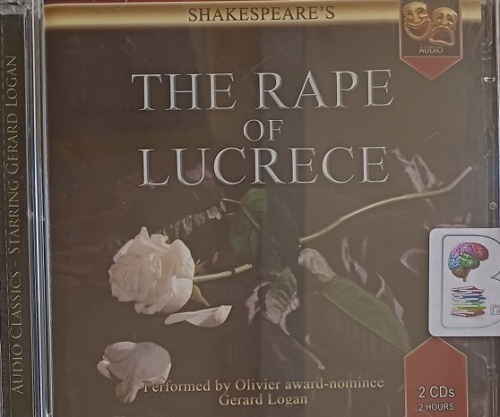 SHAKESPEARE'S
AUDIO
THE RAPE
OF
LUCRECE
Performed by Olivier award-nominee
Gerard Logan
2 CDs
2 HOURS
AUDIO CLASSICS - STARRING GERARD LOGAN